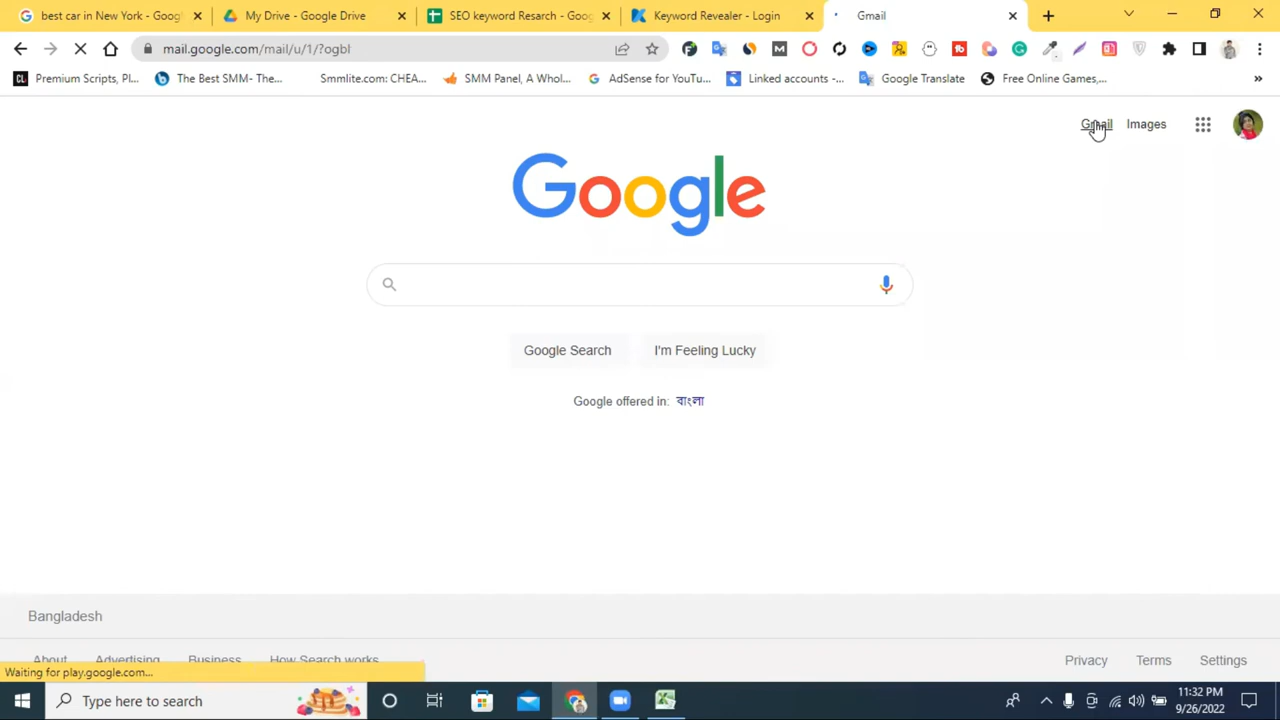 best car in New York - Goog
My Drive - Google Drive
SEO keyword Resarch - Goog
Keyword Revealer - Login
Gmail
mail.google.com/mail/u/1/?ogbl
Premium Scripts, Pl...
The Best SMM- The...
Smmlite.com: CHEA...
SMM Panel, A Whol...
AdSense for YouTu...
Linked accounts -...
Google Translate
Free Online Games,...
Gmail
Images
Google
Google Search
I'm Feeling Lucky
Google offered in: বাংলা
Bangladesh
About
Advertising
Business
How Search works
Privacy
Terms
Settings
Waiting for play.google.com...
Type here to search
11:32 PM
9/26/2022